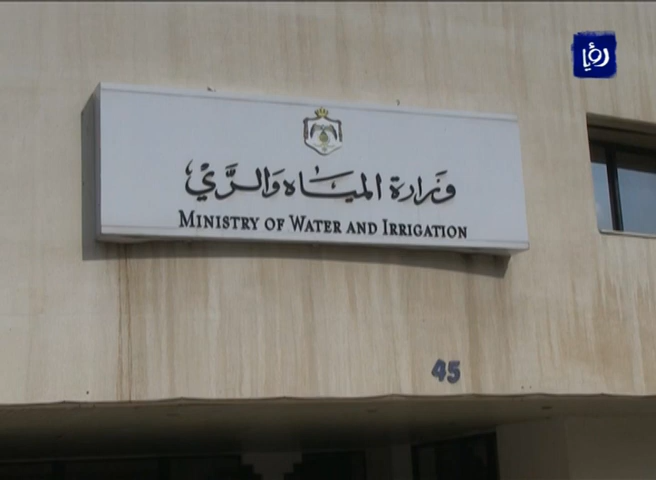 رؤيا
وزارة المياه والري
MINISTRY OF WATER AND IRRIGATION
45